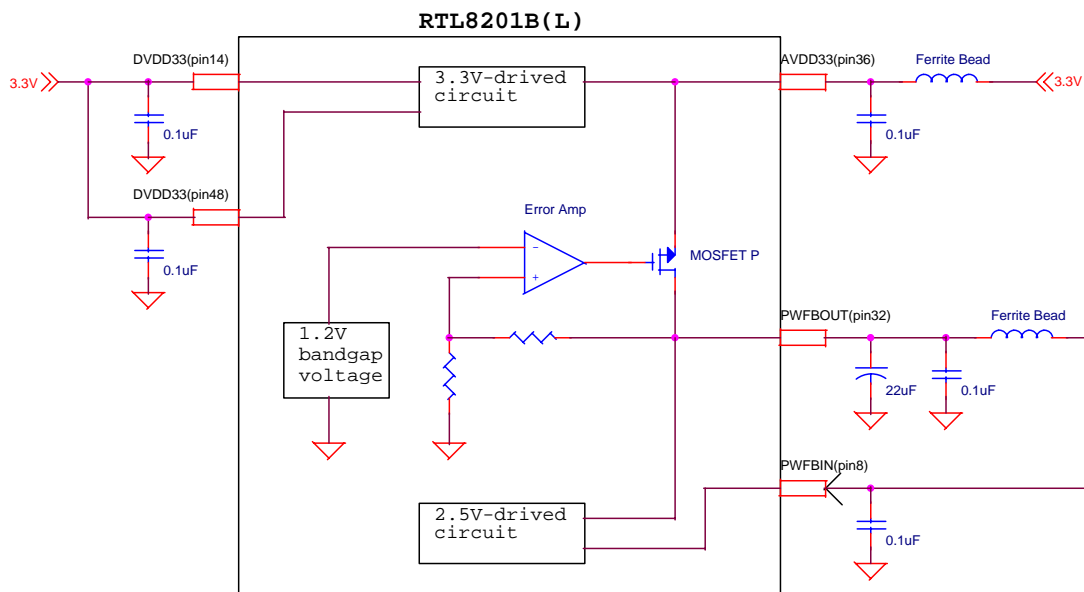 RTL8201B(L)
DVDD33(pin14)
AVDD33(pin36)
Ferrite Bead
3.3V
3.3V-drived
circuit
3.3V
0.1uF
0.1uF
DVDD33(pin48)
Error Amp
-
+
MOSFET P
0.1uF
1.2V
bandgap
voltage
PWFBOUT(pin32)
Ferrite Bead
22uF
0.1uF
PWFBIN(pin8)
2.5V-drived
circuit
0.1uF